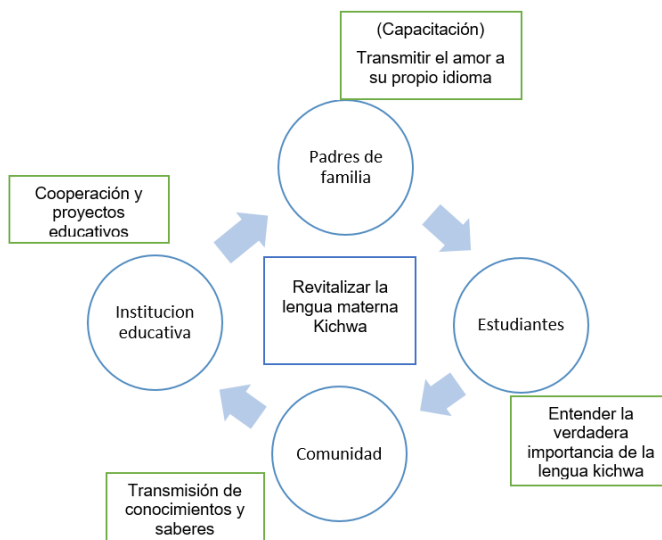 (Capacitación)
Transmitir el amor a
su propio idioma
Padres de
familia
Cooperación y
proyectos
educativos
Institucion
educativa
Revitalizar la
lengua materna
Kichwa
Estudiantes
Entender la
verdadera
importancia de la
lengua kichwa
Comunidad
Transmisión de
conocimientos y
saberes